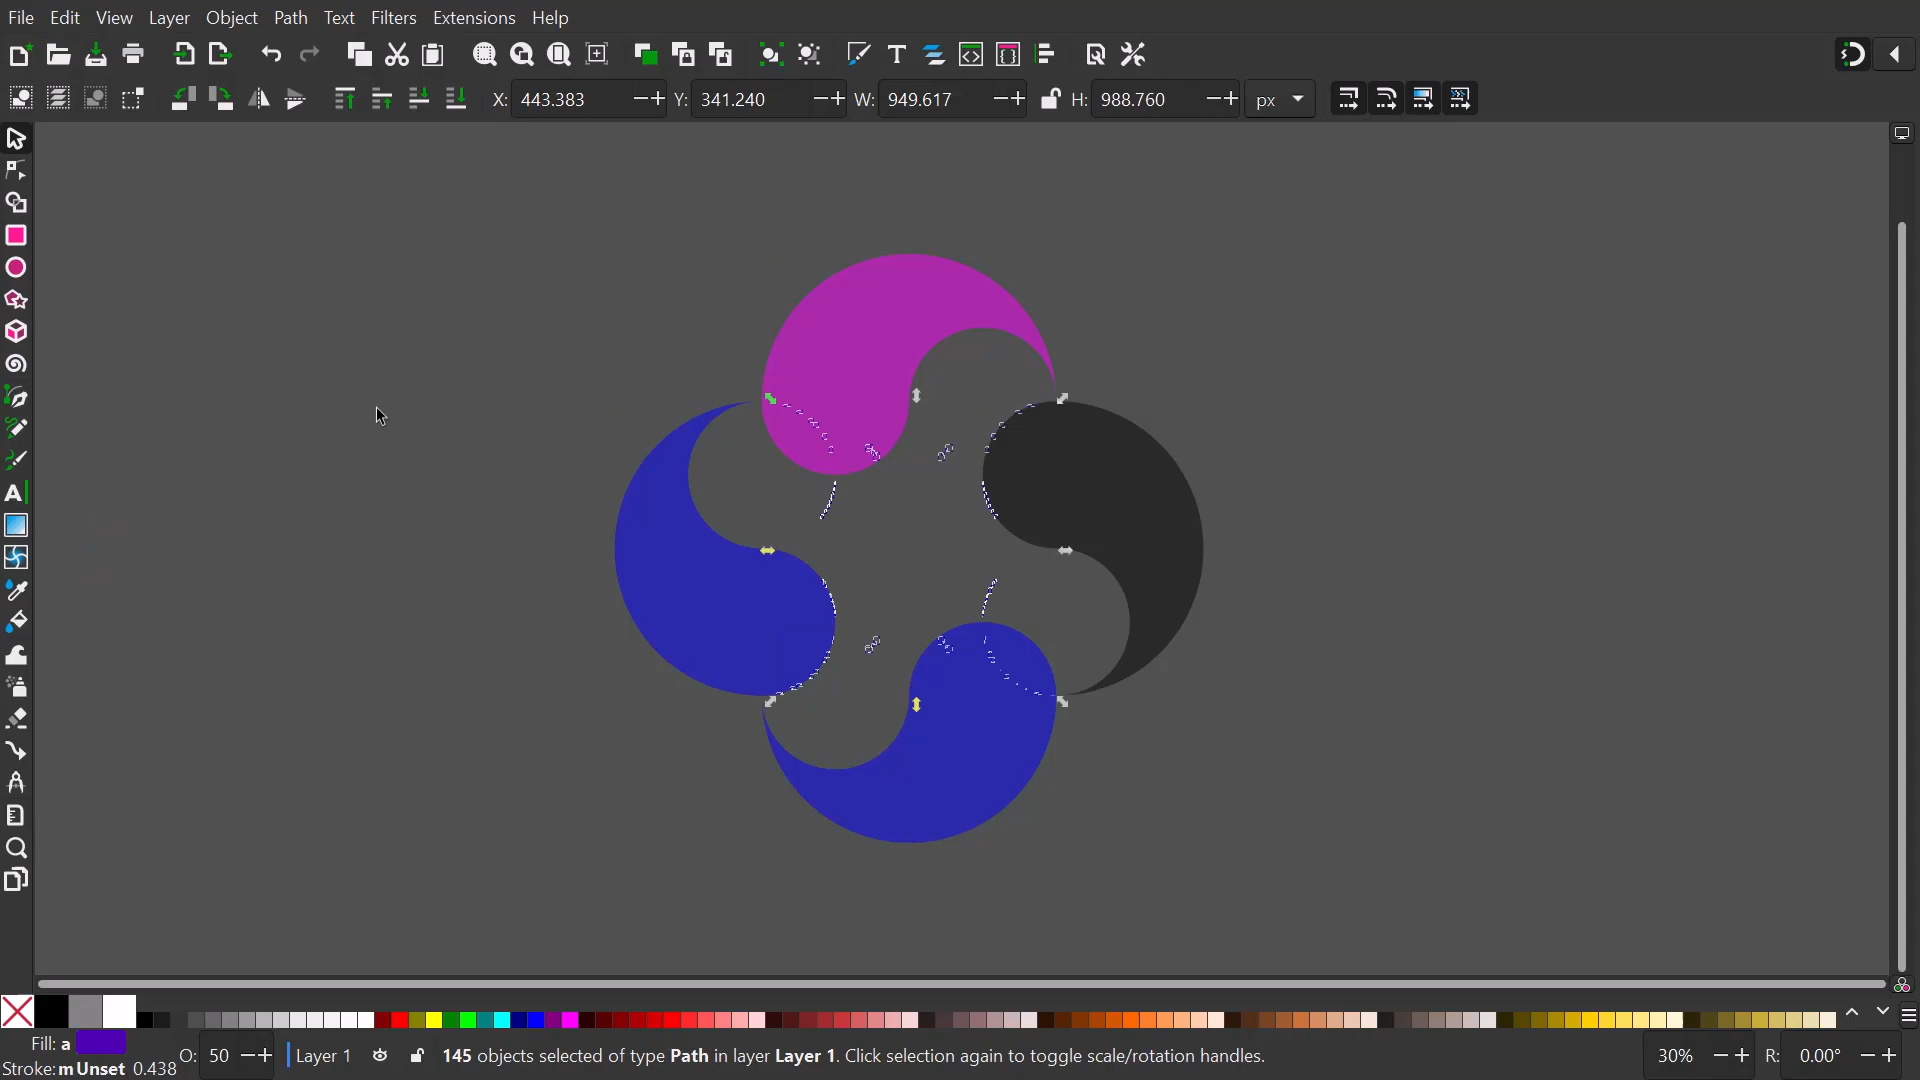 File Edit View Layer Object Path Text Filters Extensions Help
X: 443.383 Y: 341.240 W: 949.617 H: 988.760 px
Fill: a
Stroke: m Unset 0.438
O: 50 Layer 1 145 objects selected of type Path in layer Layer 1. Click selection again to toggle scale/rotation handles. 30% R: 0.00°